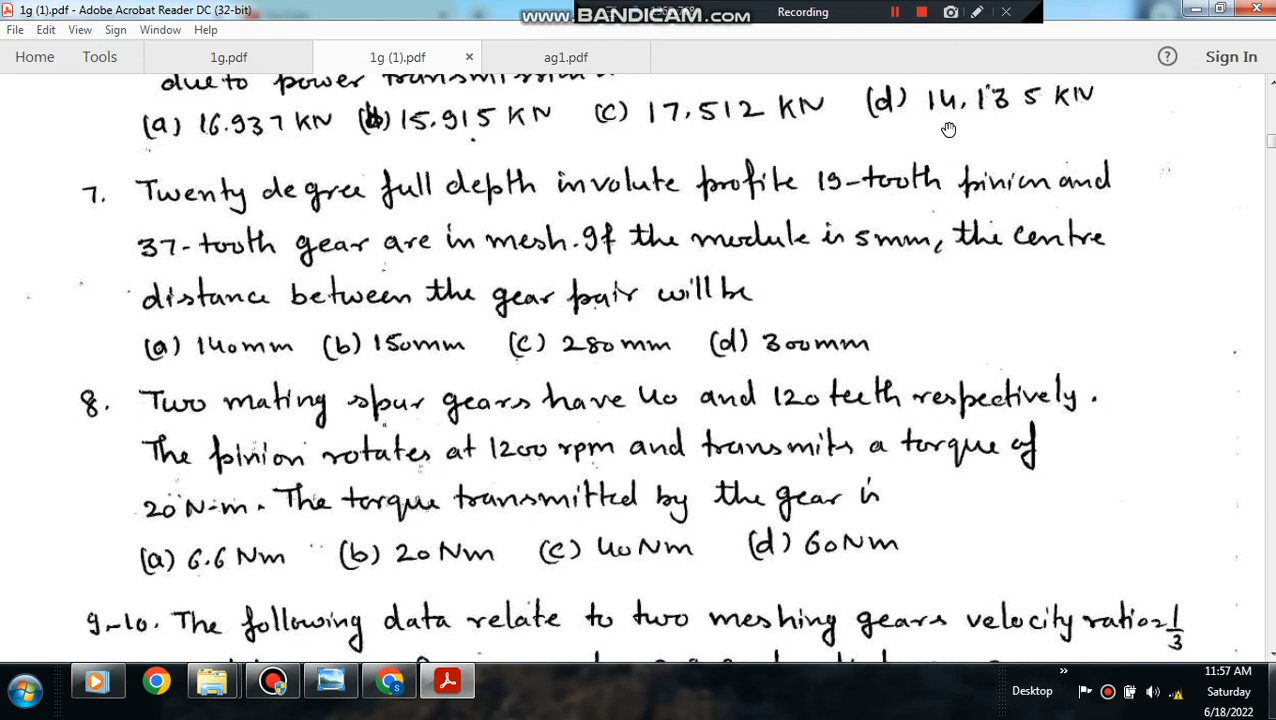 1g (1).pdf - Adobe Acrobat Reader DC (32-bit)
www.BANDICAM.com
Recording
File Edit View Sign Window Help
Home Tools 1g.pdf 1g (1).pdf × ag1.pdf ? Sign In
due to power transmission.
(a) 16.937 KN (b) 15.915 KN (c) 17.512 KN (d) 14.135 KN
7. Twenty degree full depth involute profile 19-tooth pinion and
37-tooth gear are in mesh. If the module is 5mm, the centre
distance between the gear pair will be
(a) 140mm (b) 150mm (c) 280mm (d) 300mm
8. Two mating spur gears have 40 and 120 teeth respectively.
The pinion rotates at 1200 rpm and transmits a torque of
20 N-m. The torque transmitted by the gear is
(a) 6.6 Nm (b) 20 Nm (c) 40 Nm (d) 60 Nm
9-10. The following data relate to two meshing gears velocity ratio = 1/3
11:57 AM
Desktop » Saturday
6/18/2022